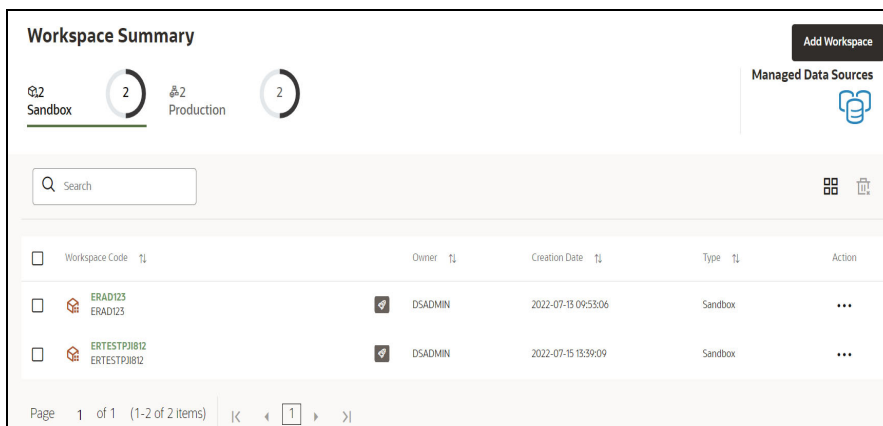 Workspace Summary
Add Workspace
2
Sandbox
2
2
Production
2
Managed Data Sources
Search
Workspace Code Owner Creation Date Type Action
ERAD123
ERAD123 DSADMIN 2022-07-13 09:53:06 Sandbox
ERTESTPJI812
ERTESTPJI812 DSADMIN 2022-07-15 13:39:09 Sandbox
Page 1 of 1 (1-2 of 2 items) 1